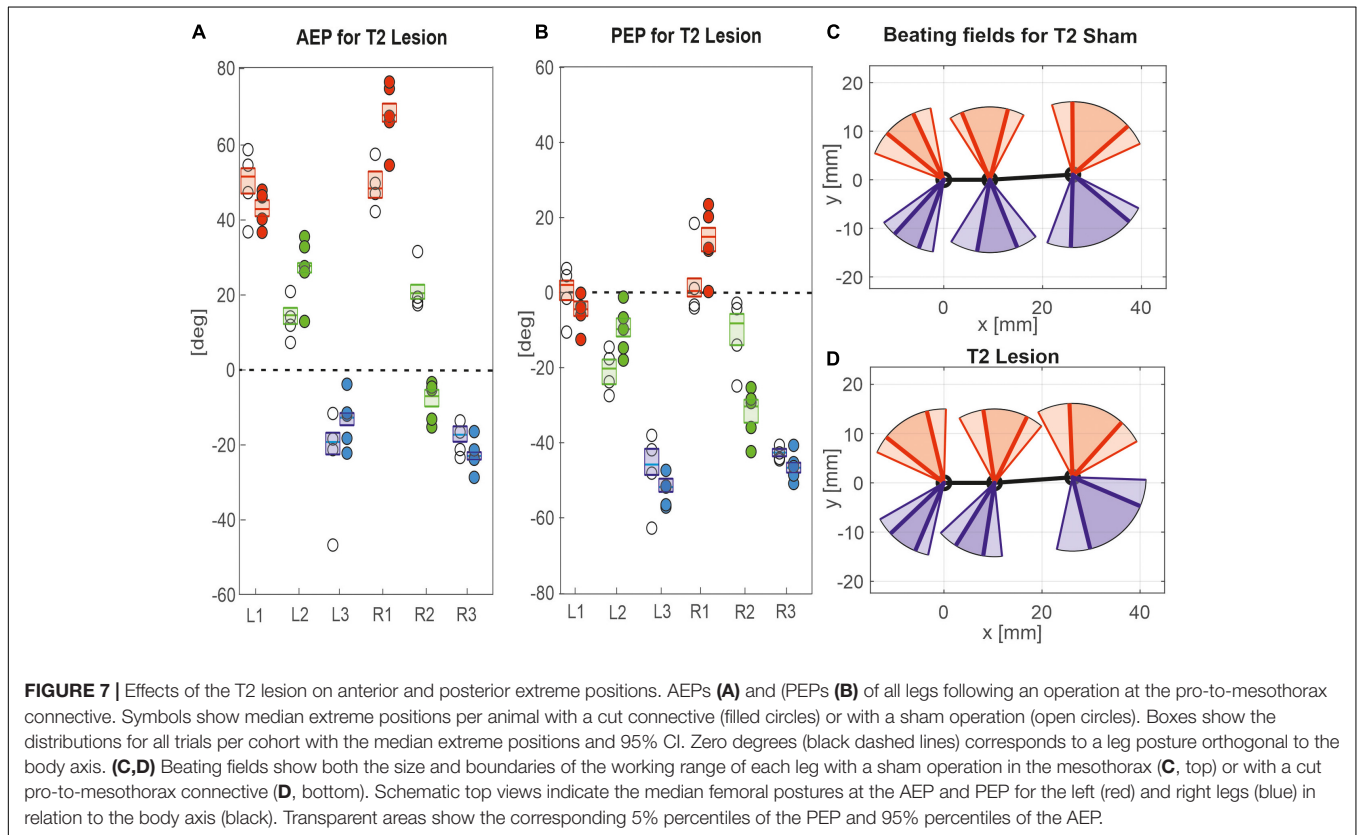 A
AEP for T2 Lesion
80
60
40
20
0
-20
-40
-60
[deg]
L1 L2 L3 R1 R2 R3
B
PEP for T2 Lesion
60
40
20
0
-20
-40
-60
-80
[deg]
L1 L2 L3 R1 R2 R3
C
Beating fields for T2 Sham
20
10
0
-10
-20
y [mm]
0 20 40
x [mm]
D
T2 Lesion
20
10
0
-10
-20
y [mm]
0 20 40
x [mm]
FIGURE 7 | Effects of the T2 lesion on anterior and posterior extreme positions. AEPs (A) and (PEPs (B) of all legs following an operation at the pro-to-mesothorax
connective. Symbols show median extreme positions per animal with a cut connective (filled circles) or with a sham operation (open circles). Boxes show the
distributions for all trials per cohort with the median extreme positions and 95% CI. Zero degrees (black dashed lines) corresponds to a leg posture orthogonal to the
body axis. (C,D) Beating fields show both the size and boundaries of the working range of each leg with a sham operation in the mesothorax (C, top) or with a cut
pro-to-mesothorax connective (D, bottom). Schematic top views indicate the median femoral postures at the AEP and PEP for the left (red) and right legs (blue) in
relation to the body axis (black). Transparent areas show the corresponding 5% percentiles of the PEP and 95% percentiles of the AEP.